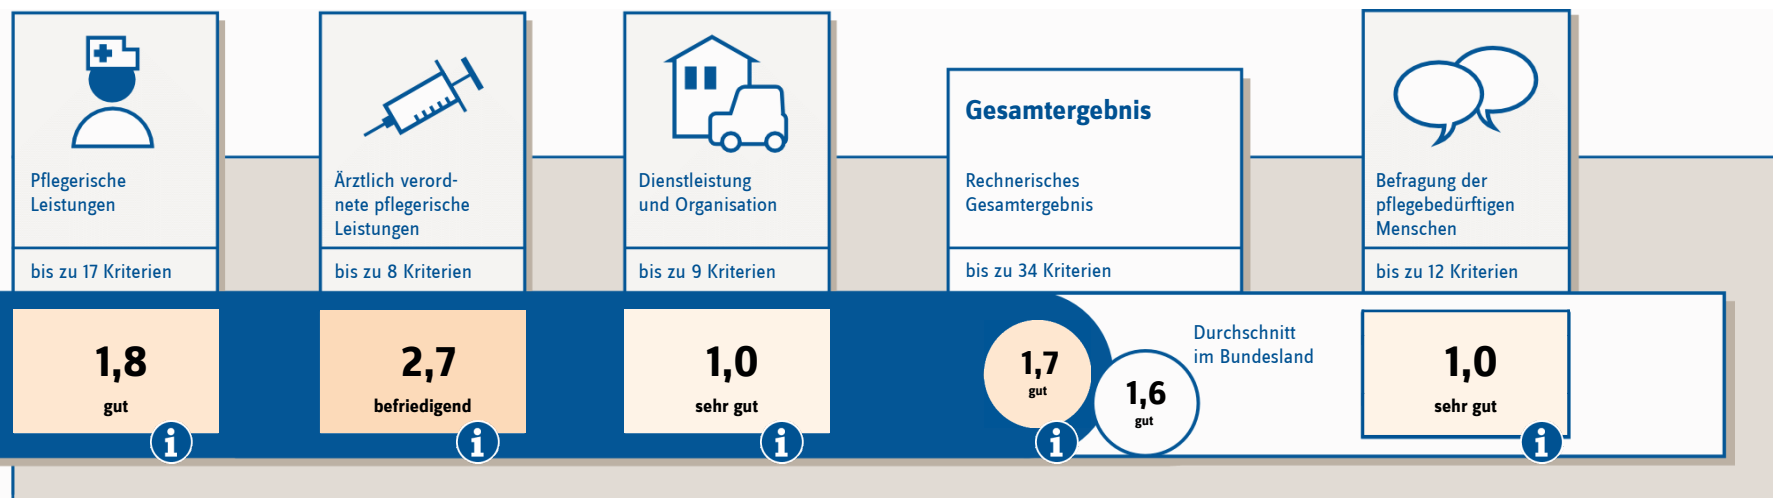 Pflegerische
Leistungen
bis zu 17 Kriterien
1,8
gut
i
Ärztlich verord-
nete pflegerische
Leistungen
bis zu 8 Kriterien
2,7
befriedigend
i
Dienstleistung
und Organisation
bis zu 9 Kriterien
1,0
sehr gut
i
Gesamtergebnis
Rechnerisches
Gesamtergebnis
bis zu 34 Kriterien
1,7
gut
i
1,6
gut
Durchschnitt
im Bundesland
Befragung der
pflegebedürftigen
Menschen
bis zu 12 Kriterien
1,0
sehr gut
i